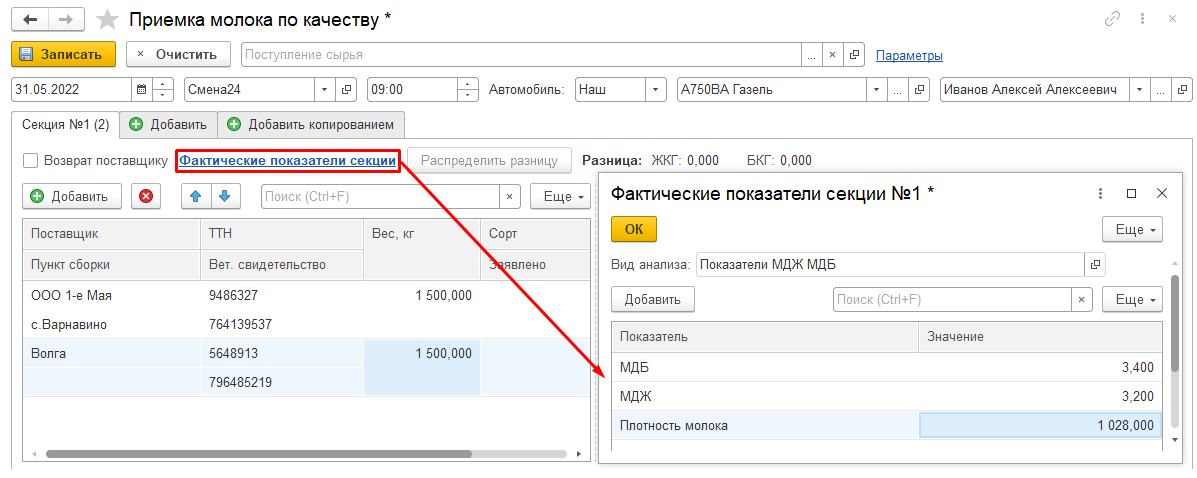 Приемка молока по качеству *
Записать × Очистить Поступление сырья ... × Параметры
31.05.2022 Смена24 09:00 Автомобиль: Наш А750ВА Газель ... Иванов Алексей Алексеевич ...
Секция №1 (2) Добавить Добавить копированием
Возврат поставщику Фактические показатели секции Распределить разницу Разница: ЖКГ: 0,000 БКГ: 0,000
Добавить Поиск (Ctrl+F) × Еще
Поставщик ТТН Вес, кг Сорт
Пункт сборки Вет. свидетельство Заявлено
ООО 1-е Мая 9486327 1 500,000
с.Варнавино 764139537
Волга 5648913 1 500,000
796485219
Фактические показатели секции №1 *
ОК Еще
Вид анализа: Показатели МДЖ МДБ
Добавить Поиск (Ctrl+F) × Еще
Показатель Значение
МДБ 3,400
МДЖ 3,200
Плотность молока 1 028,000